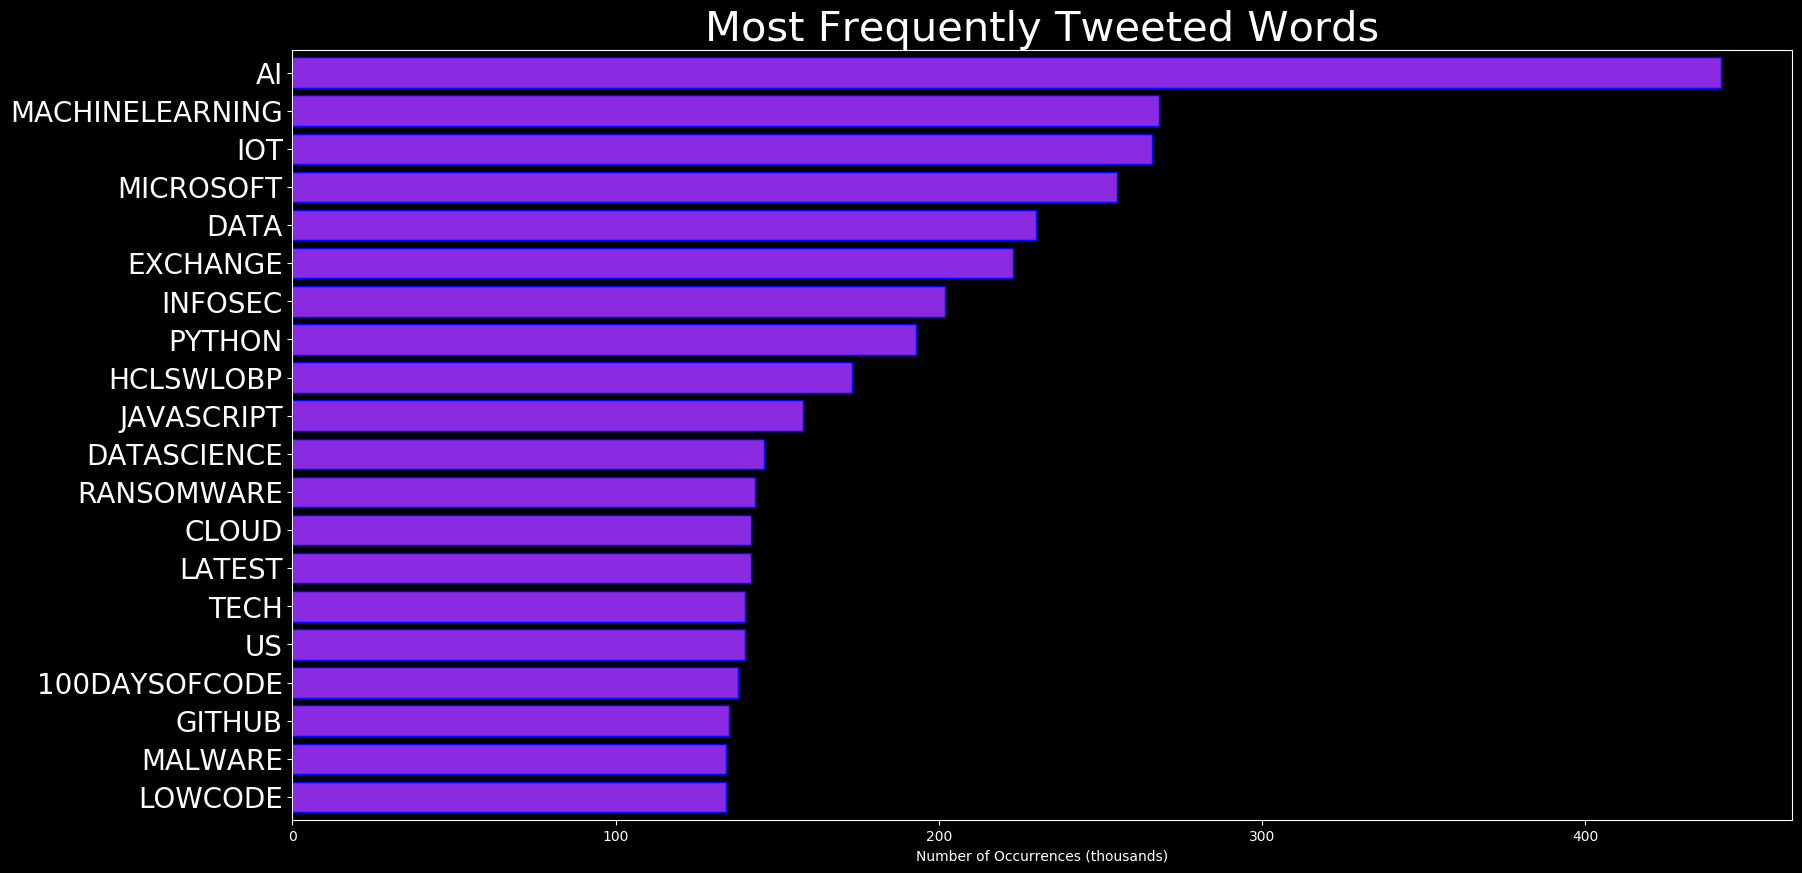 Most Frequently Tweeted Words
AI
MACHINELEARNING
IOT
MICROSOFT
DATA
EXCHANGE
INFOSEC
PYTHON
HCLSWLOBP
JAVASCRIPT
DATASCIENCE
RANSOMWARE
CLOUD
LATEST
TECH
US
100DAYSOFCODE
GITHUB
MALWARE
LOWCODE
0 100 200 300 400
Number of Occurrences (thousands)